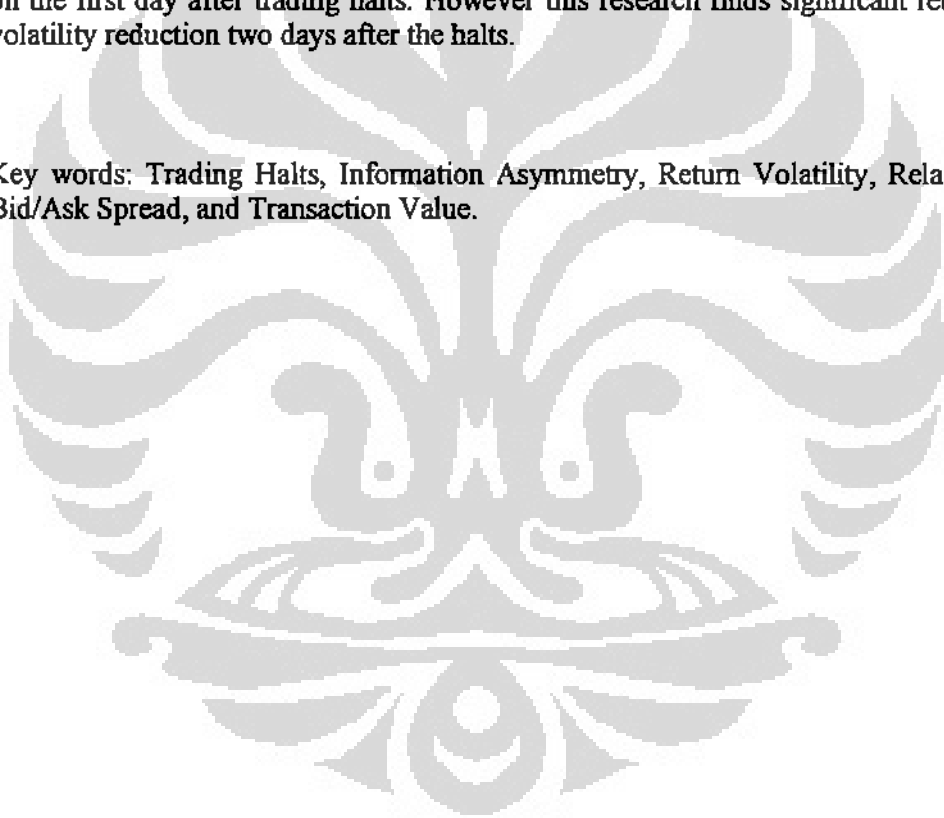 on the first day after trading halts. However this research finds significant
volatility reduction two days after the halts.
Key words: Trading Halts, Information Asymmetry, Return Volatility,
Bid/Ask Spread, and Transaction Value.